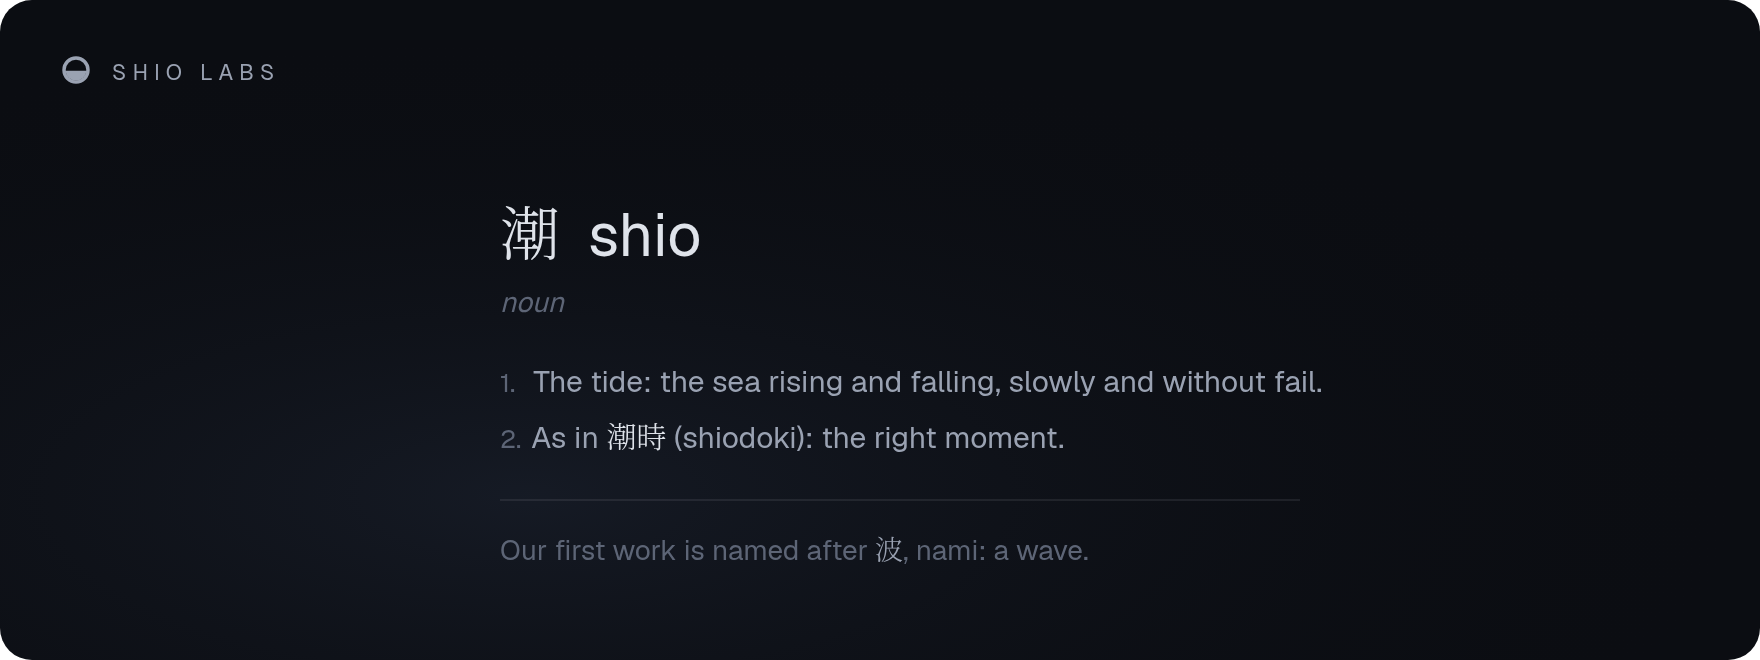 SHIO LABS
潮 shio
noun
1. The tide: the sea rising and falling, slowly and without fail.
2. As in 潮時 (shiodoki): the right moment.
Our first work is named after 波, nami: a wave.